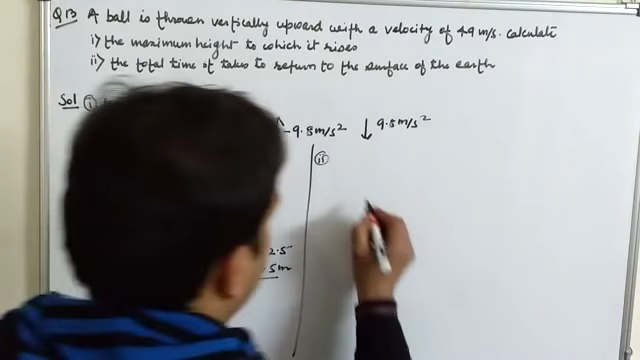 Q13 A ball is thrown vertically upward with a velocity of 49 m/s. calculate
i) the maximum height to which it rises
ii) the total time it takes to return to the surface of the earth
Sol (i)
-9.8 m/s² ↓ 9.8 m/s²
(ii)
2.5
5 m